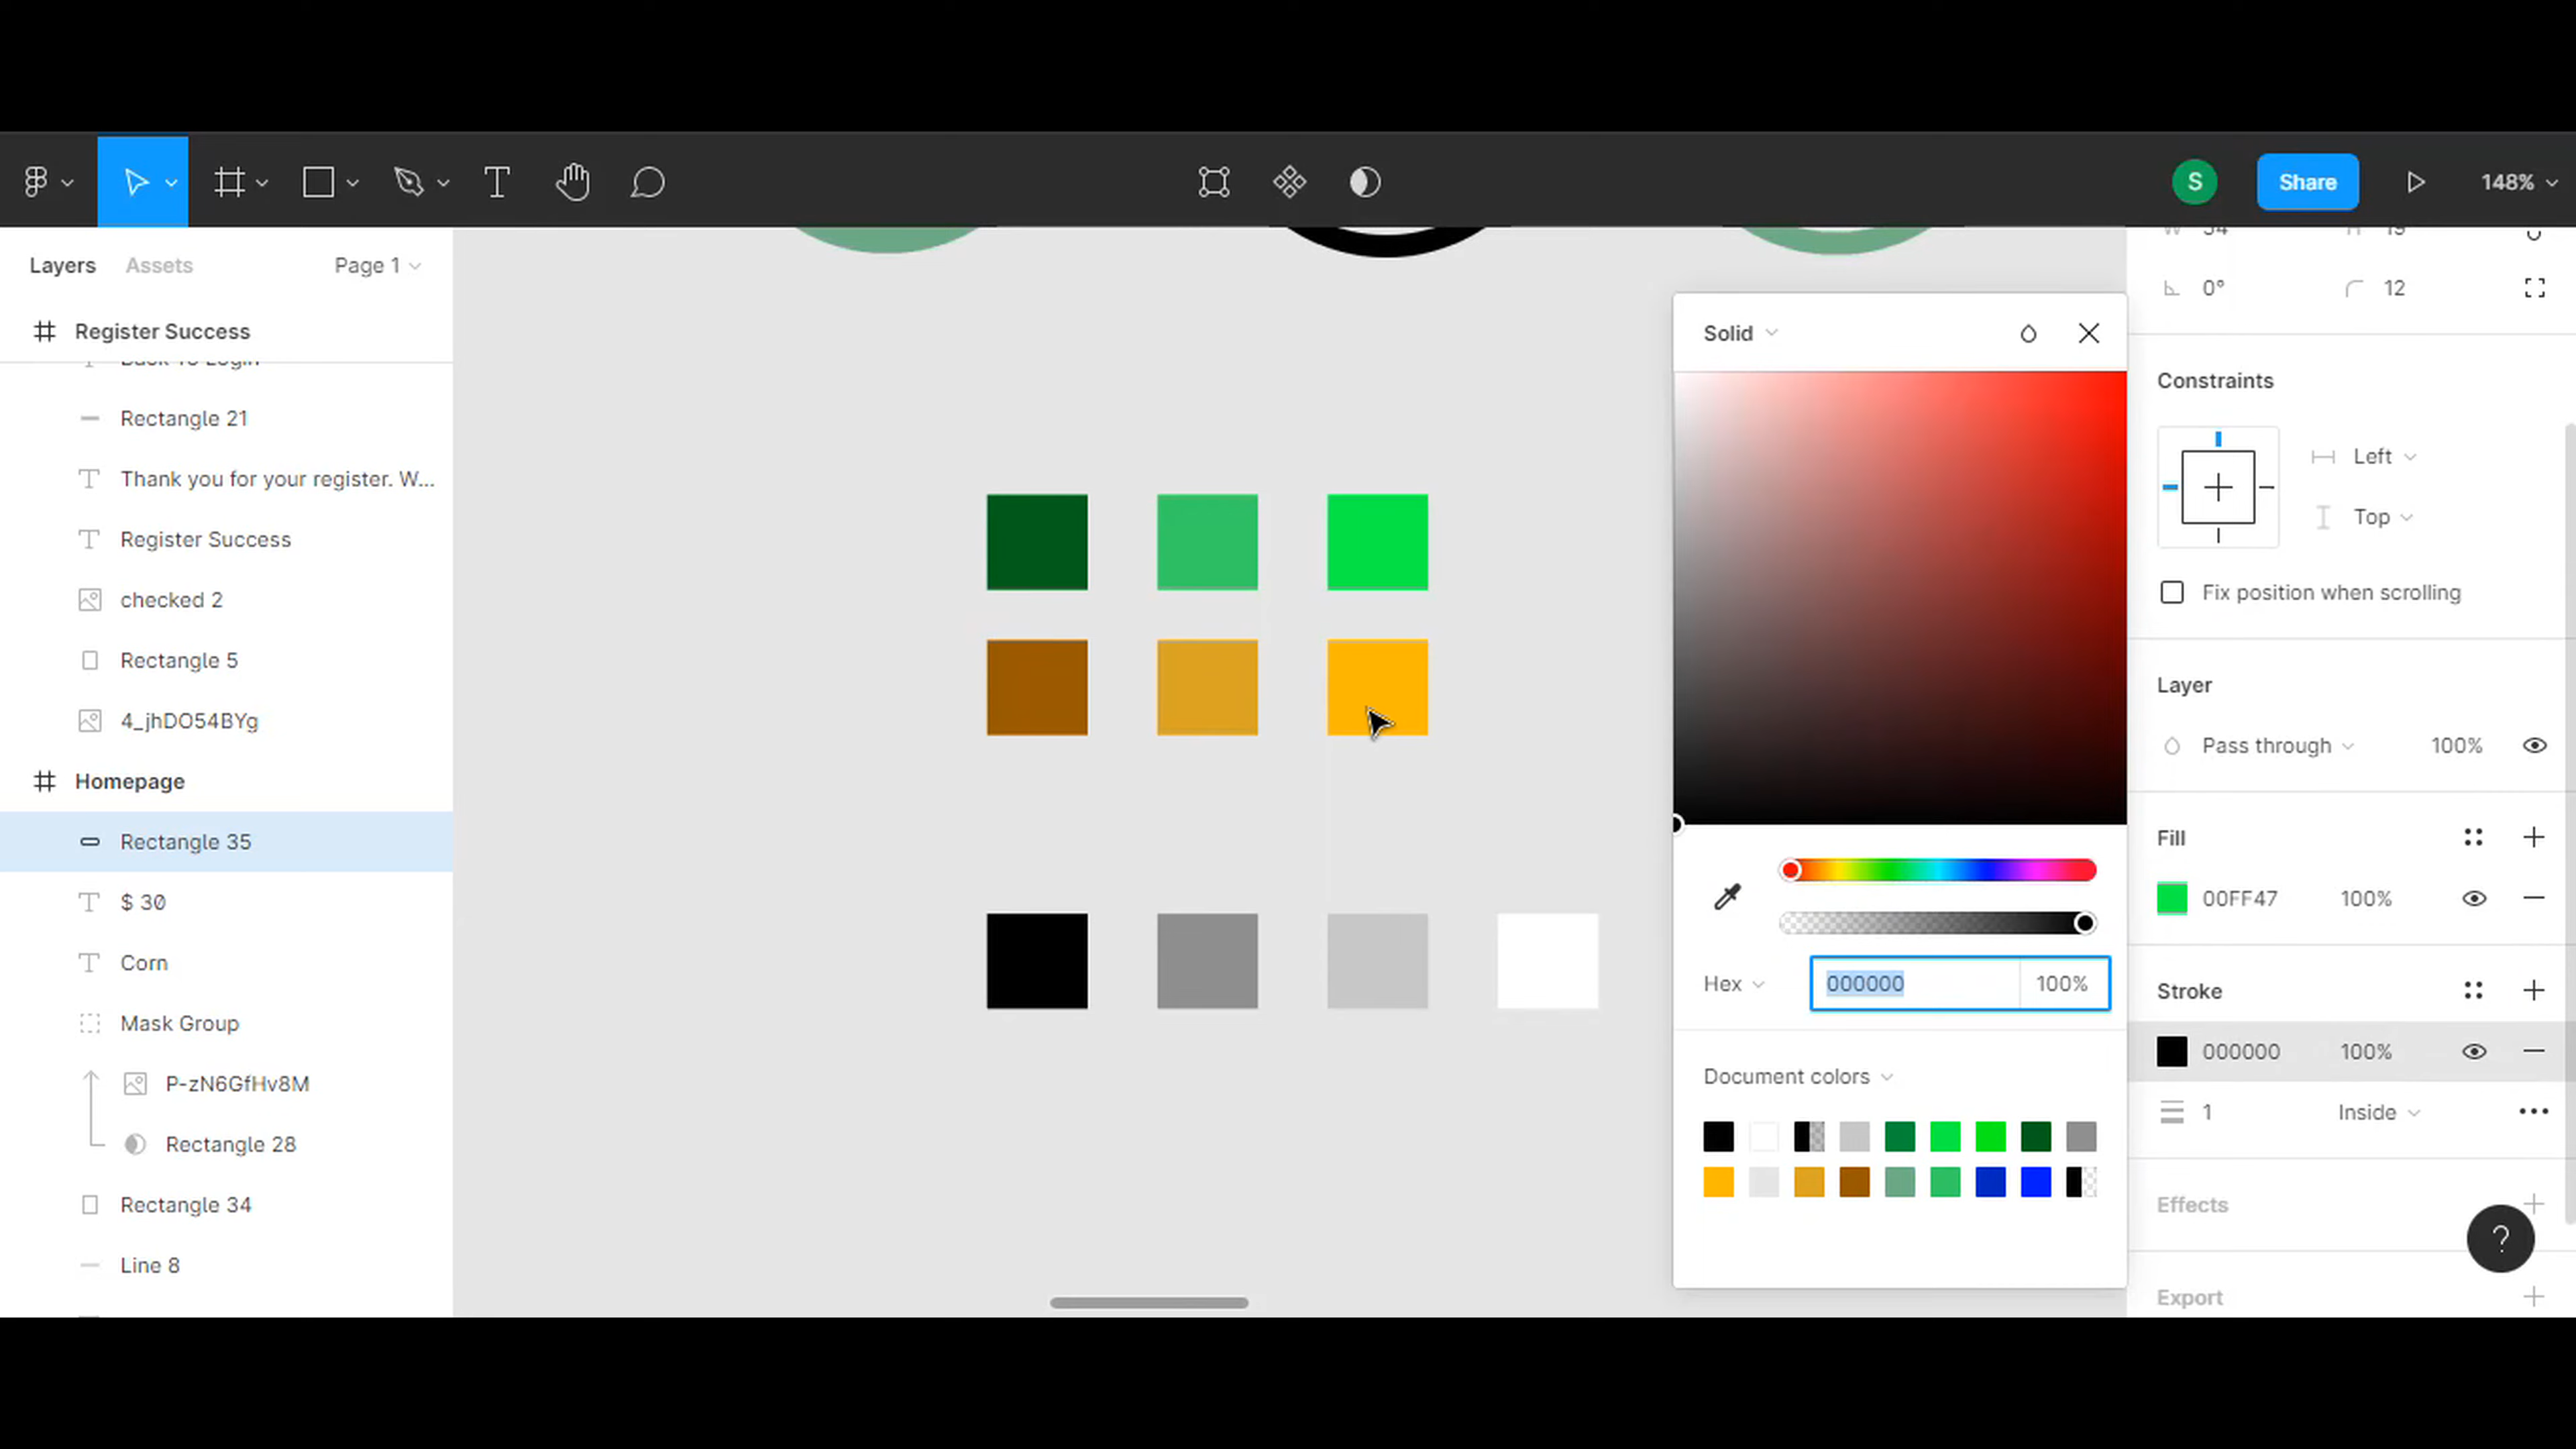 S
Share
148%
Layers
Assets
Page 1
Register Success
Rectangle 21
Thank you for your register. W...
Register Success
checked 2
Rectangle 5
4_jhDO54BYg
Homepage
Rectangle 35
$ 30
Corn
Mask Group
P-zN6GfHv8M
Rectangle 28
Rectangle 34
Line 8
Solid
Hex
000000
100%
Document colors
0°
12
Constraints
Left
Top
Fix position when scrolling
Layer
Pass through
100%
Fill
00FF47
100%
Stroke
000000
100%
1
Inside
Effects
?
Export